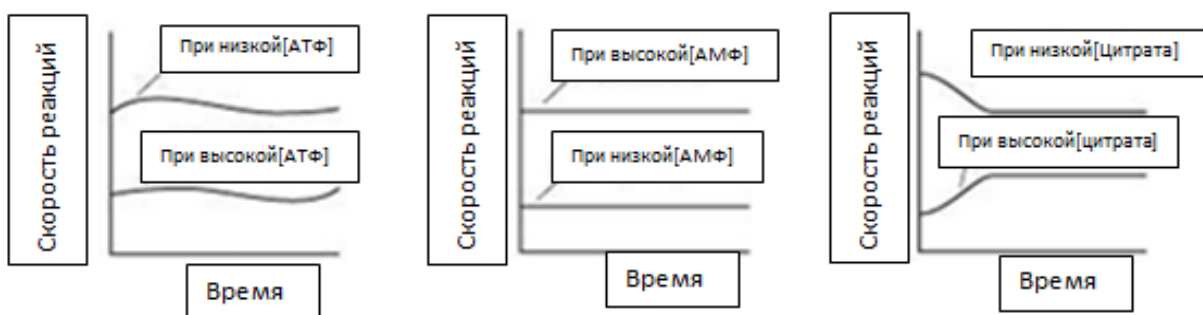 Скорость реакций
При низкой[АТФ]
При высокой[АТФ]
Время
Скорость реакций
При высокой[АМФ]
При низкой[АМФ]
Время
Скорость реакций
При низкой[Цитрата]
При высокой[цитрата]
Время